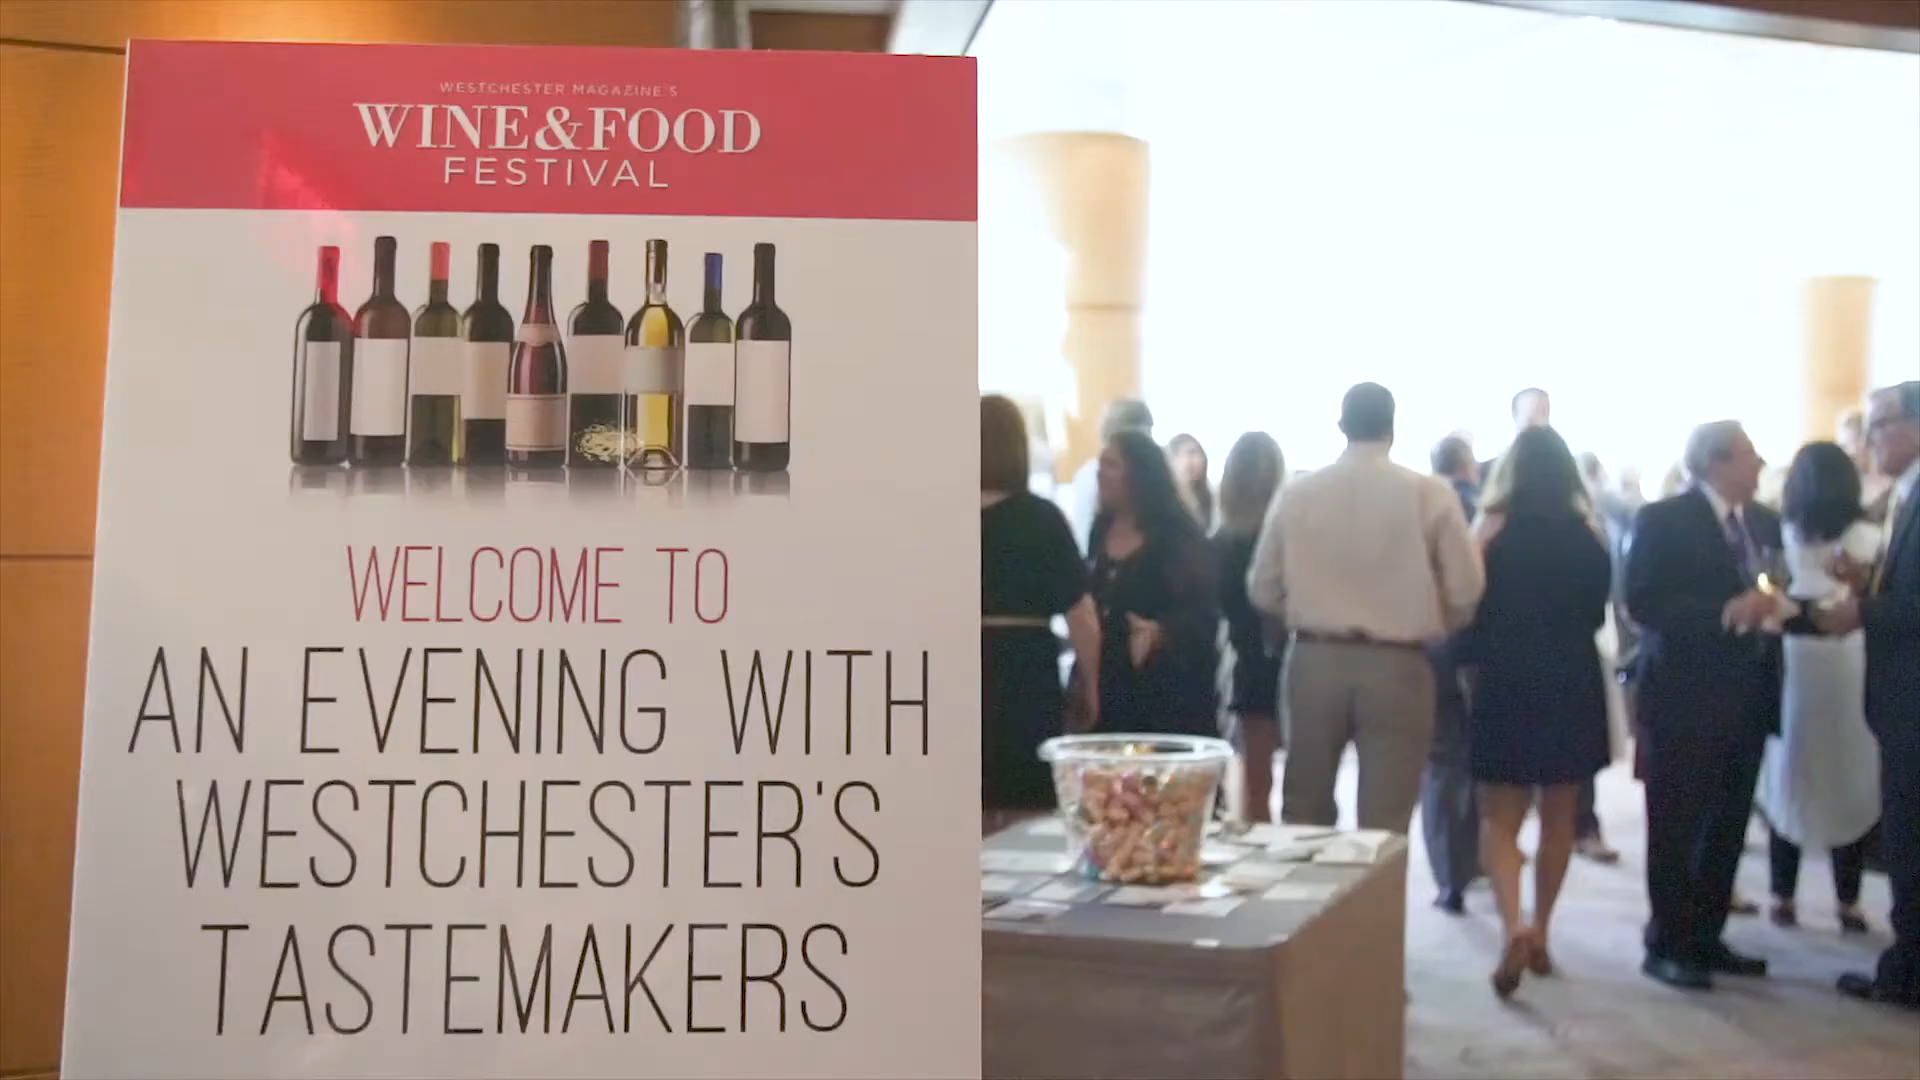 WESTCHESTER MAGAZINE'S
WINE&FOOD
FESTIVAL
WELCOME TO
AN EVENING WITH
WESTCHESTER'S
TASTEMAKERS